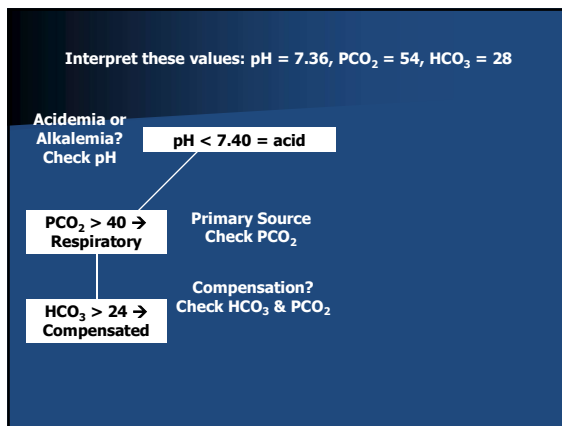 Interpret these values: pH = 7.36, PCO₂ = 54, HCO₃ = 28
Acidemia or
Alkalemia?
Check pH
pH < 7.40 = acid
PCO₂ > 40 →
Respiratory
Primary Source
Check PCO₂
HCO₃ > 24 →
Compensated
Compensation?
Check HCO₃ & PCO₂